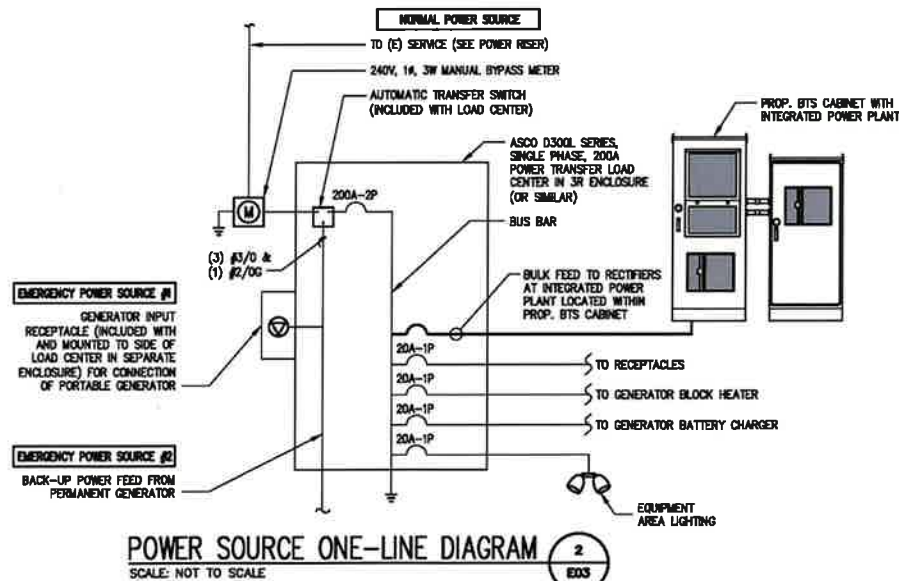 NORMAL POWER SOURCE
TO (E) SERVICE (SEE POWER RISER)
240V, 1Ø, 3W MANUAL BYPASS METER
AUTOMATIC TRANSFER SWITCH
(INCLUDED WITH LOAD CENTER)
PROP. BTS CABINET WITH
INTEGRATED POWER PLANT
ASCO D300L SERIES,
SINGLE PHASE, 200A
POWER TRANSFER LOAD
CENTER IN 3R ENCLOSURE
(OR SIMILAR)
200A-2P
M
BUS BAR
(3) #3/0 &
(1) #2/0G
BULK FEED TO RECTIFIERS
AT INTEGRATED POWER
PLANT LOCATED WITHIN
PROP. BTS CABINET
EMERGENCY POWER SOURCE #1
GENERATOR INPUT
RECEPTACLE (INCLUDED WITH
AND MOUNTED TO SIDE OF
LOAD CENTER IN SEPARATE
ENCLOSURE) FOR CONNECTION
OF PORTABLE GENERATOR
20A-1P
TO RECEPTACLES
20A-1P
TO GENERATOR BLOCK HEATER
20A-1P
TO GENERATOR BATTERY CHARGER
20A-1P
EMERGENCY POWER SOURCE #2
BACK-UP POWER FEED FROM
PERMANENT GENERATOR
EQUIPMENT
AREA LIGHTING
POWER SOURCE ONE-LINE DIAGRAM
SCALE: NOT TO SCALE
2
E03